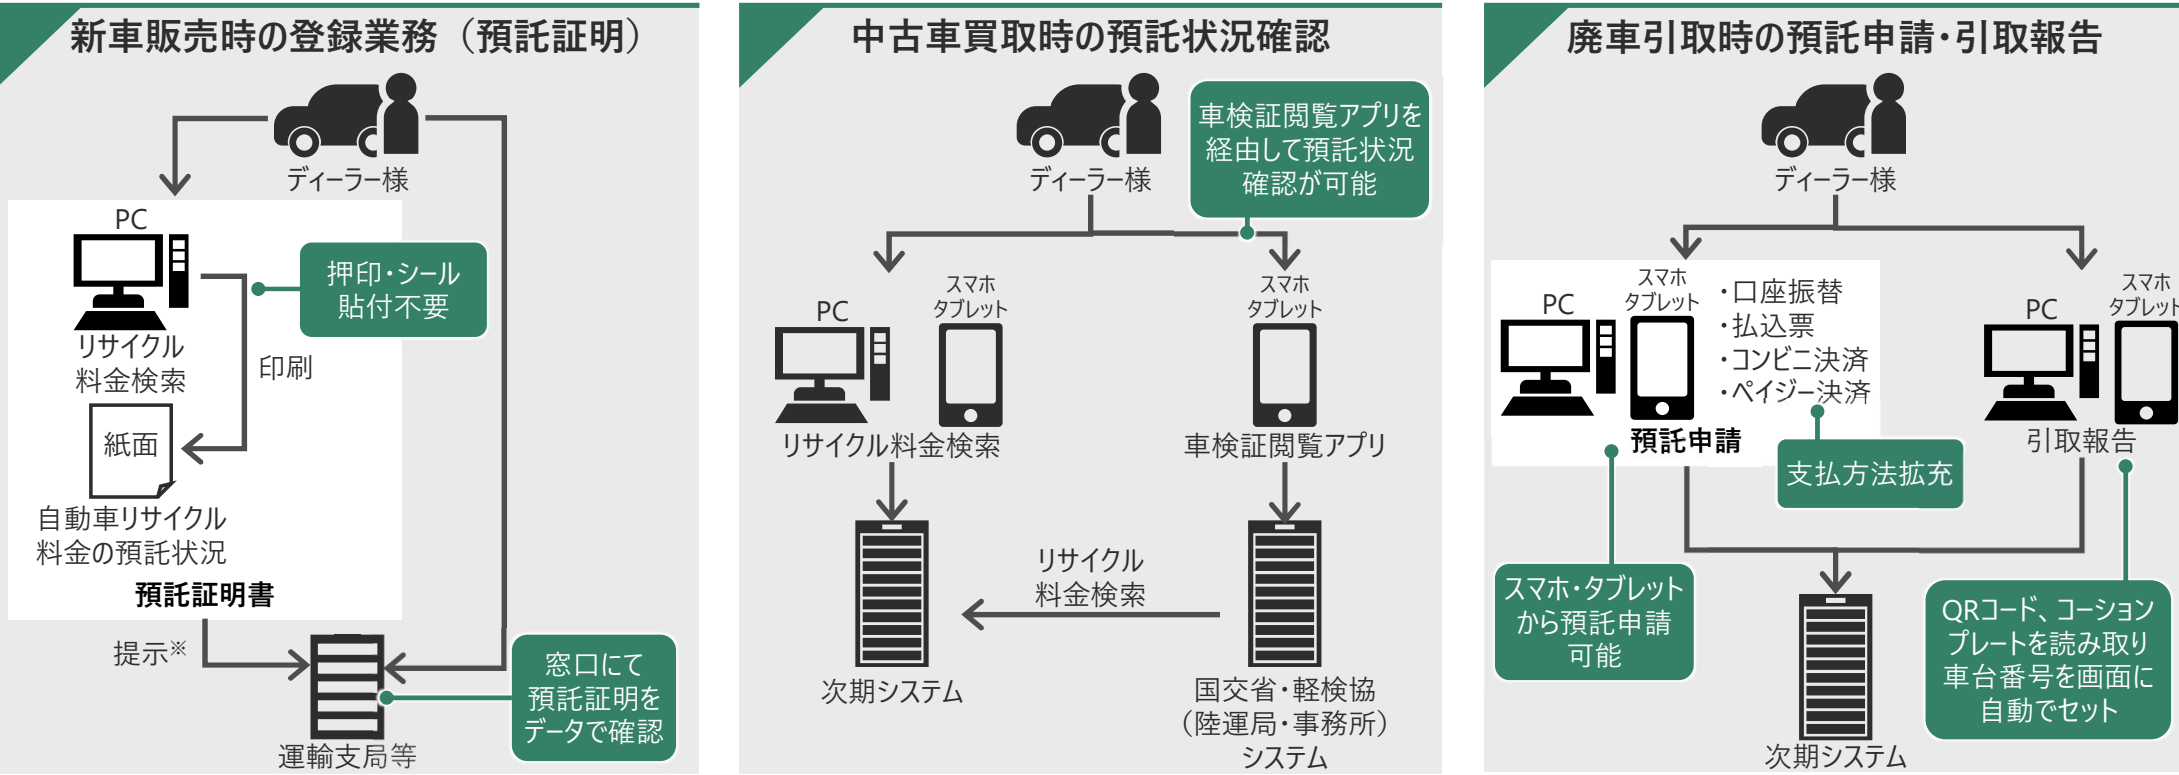 新車販売時の登録業務（預託証明）
ディーラー様
PC
リサイクル
料金検索
押印・シール
貼付不要
印刷
紙面
自動車リサイクル
料金の預託状況
預託証明書
提示※
運輸支局等
窓口にて
預託証明を
データで確認
中古車買取時の預託状況確認
ディーラー様
車検証閲覧アプリを
経由して預託状況
確認が可能
PC
スマホ
タブレット
リサイクル料金検索
スマホ
タブレット
車検証閲覧アプリ
リサイクル
料金検索
次期システム
国交省・軽検協
（陸運局・事務所）
システム
廃車引取時の預託申請・引取報告
ディーラー様
PC
スマホ
タブレット
・口座振替
・払込票
・コンビニ決済
・ペイジー決済
預託申請
支払方法拡充
PC
スマホ
タブレット
引取報告
スマホ・タブレット
から預託申請
可能
QRコード、コーション
プレートを読み取り
車台番号を画面に
自動でセット
次期システム